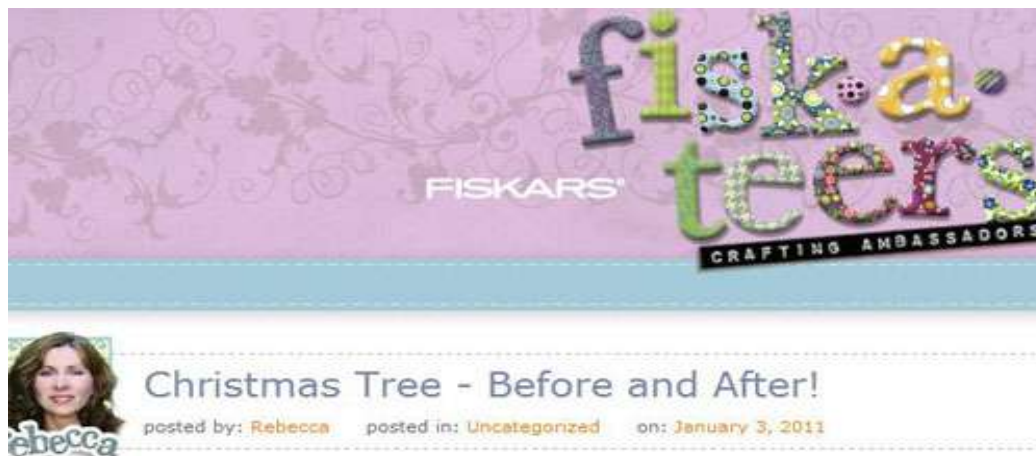 fisk·a·
teers
FISKARS®
CRAFTING AMBASSADORS
Christmas Tree - Before and After!
posted by: Rebecca posted in: Uncategorized on: January 3, 2011
Rebecca